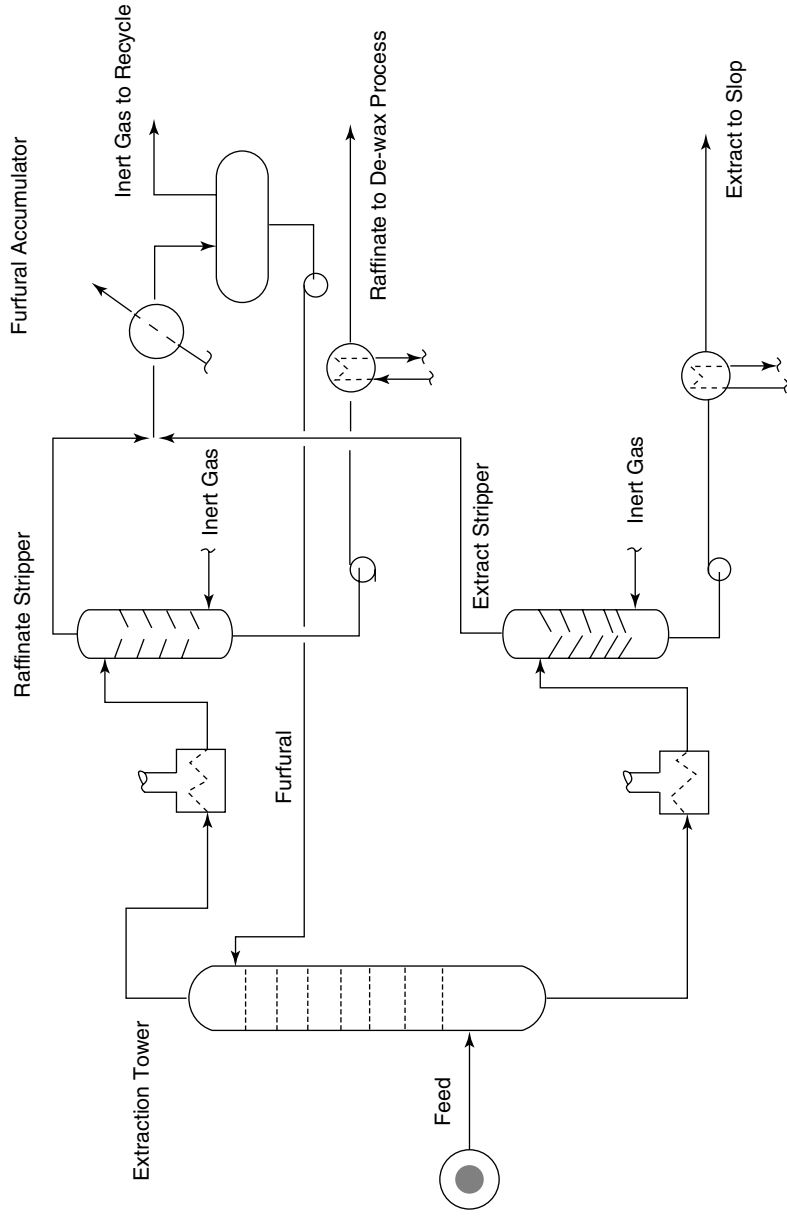 Extraction Tower
Raffinate Stripper
Furfural Accumulator
Inert Gas to Recycle
Inert Gas
Furfural
Raffinate to De-wax Process
Feed
Extract Stripper
Inert Gas
Extract to Slop